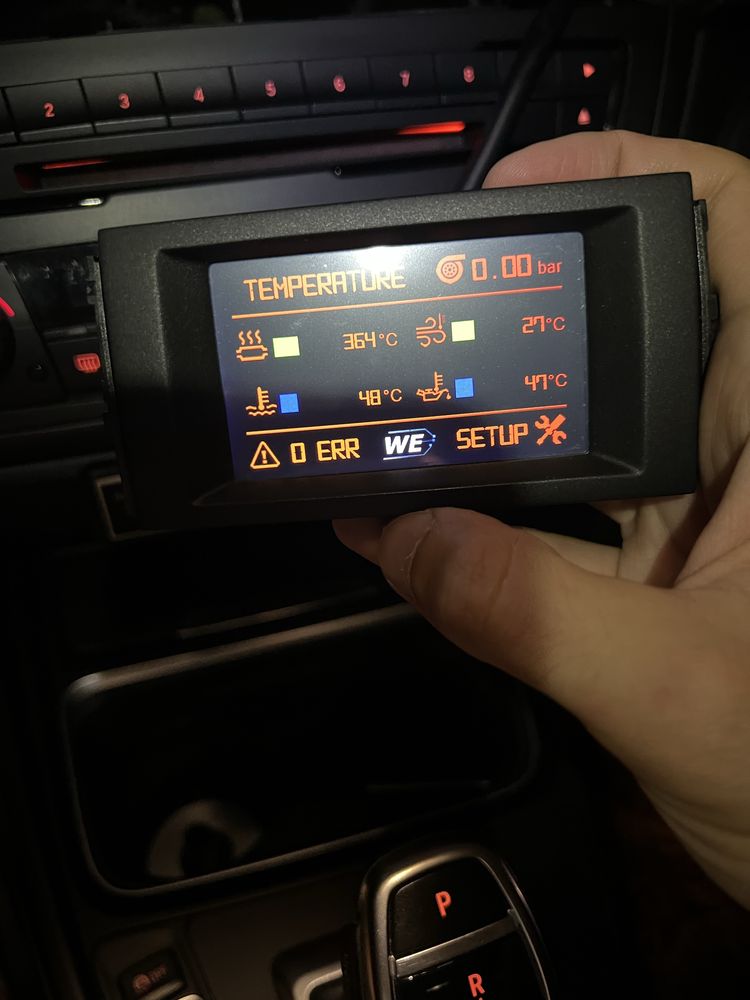 2 3 4 5 6 7 8
TEMPERATURE 0.00 bar
364°C 27°C
48°C 47°C
0 ERR WE SETUP
P
R